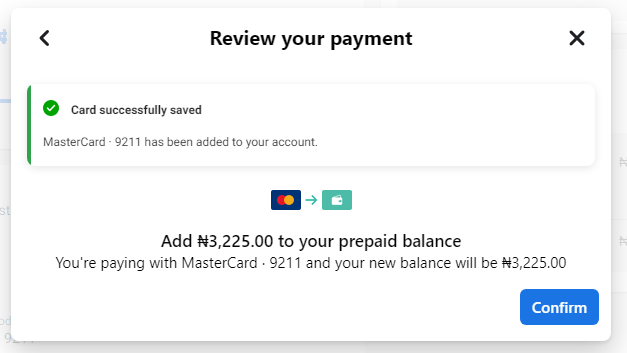 Review your payment
Card successfully saved
MasterCard · 9211 has been added to your account.
Add ₦3,225.00 to your prepaid balance
You're paying with MasterCard · 9211 and your new balance will be ₦3,225.00
Confirm